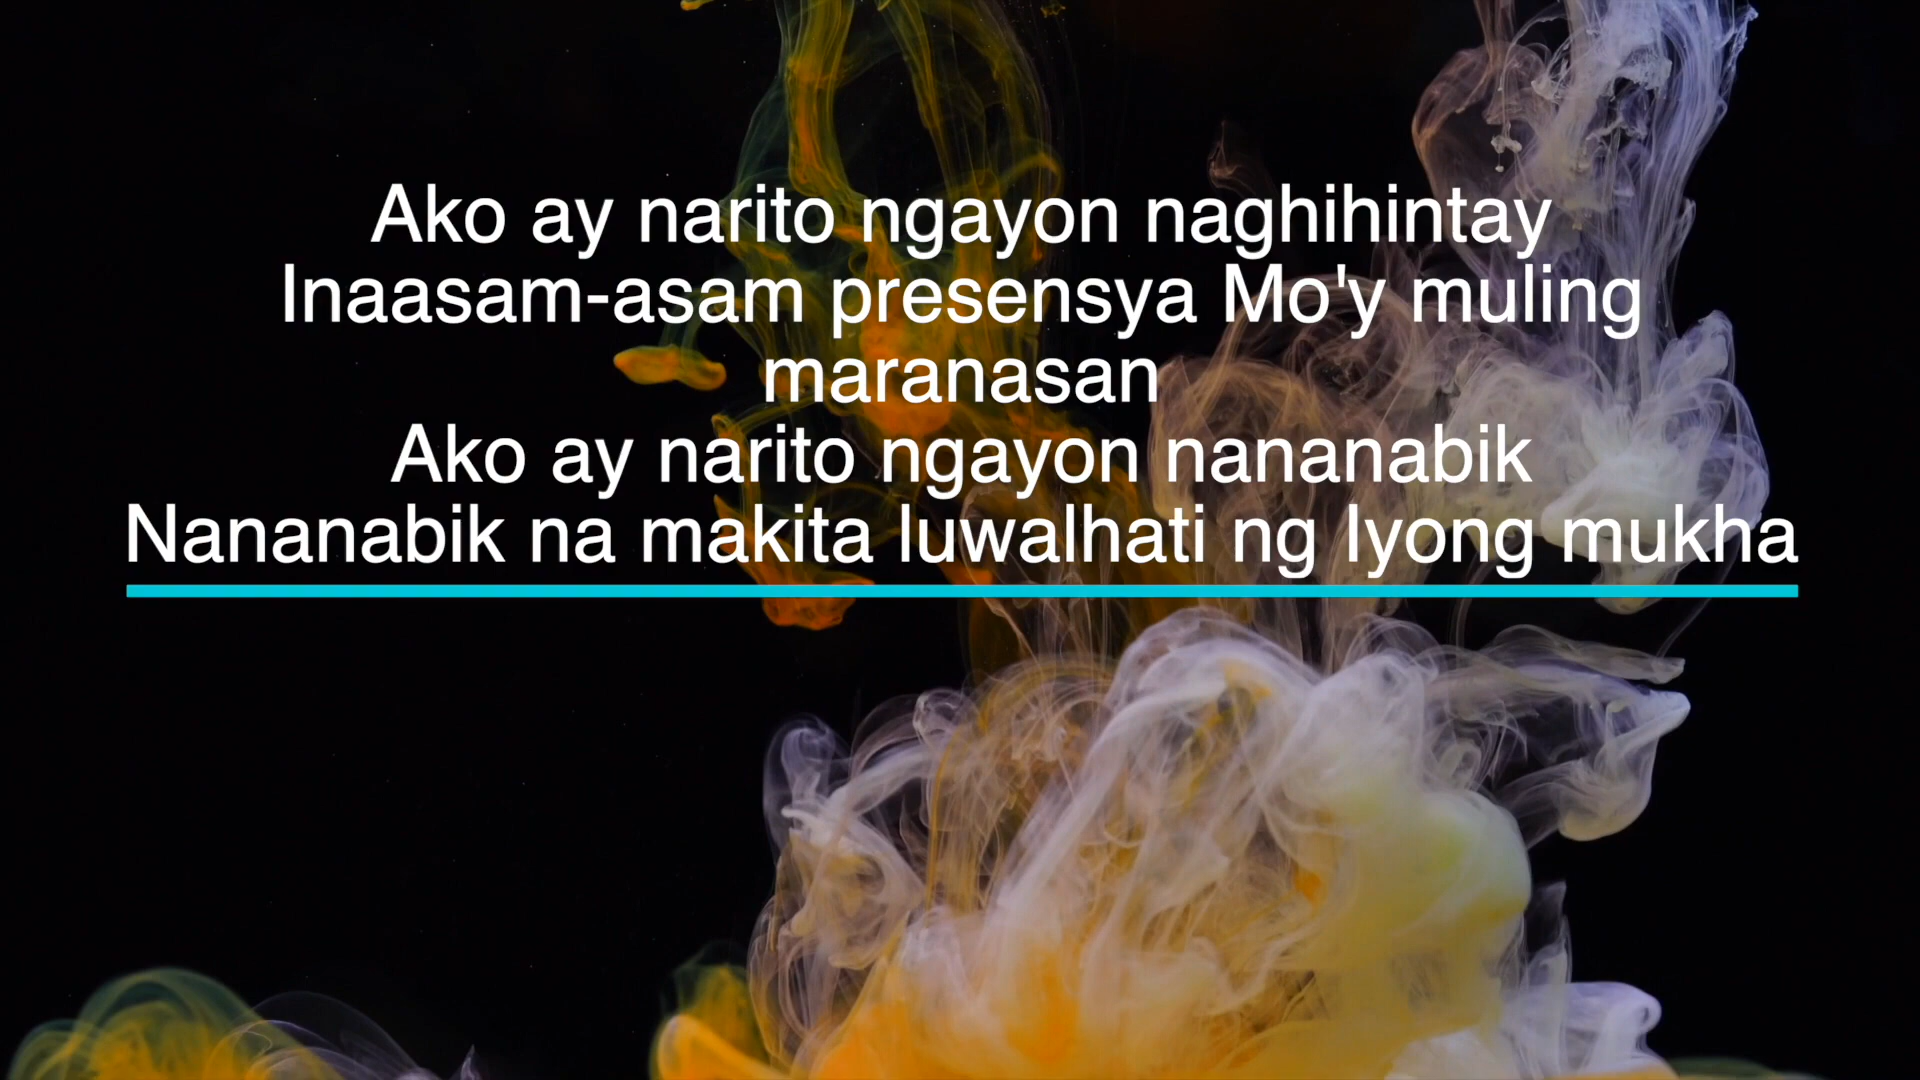 Ako ay narito ngayon naghihintay
Inaasam-asam presensya Mo'y muling
maranasan
Ako ay narito ngayon nananabik
Nananabik na makita luwalhati ng Iyong mukha